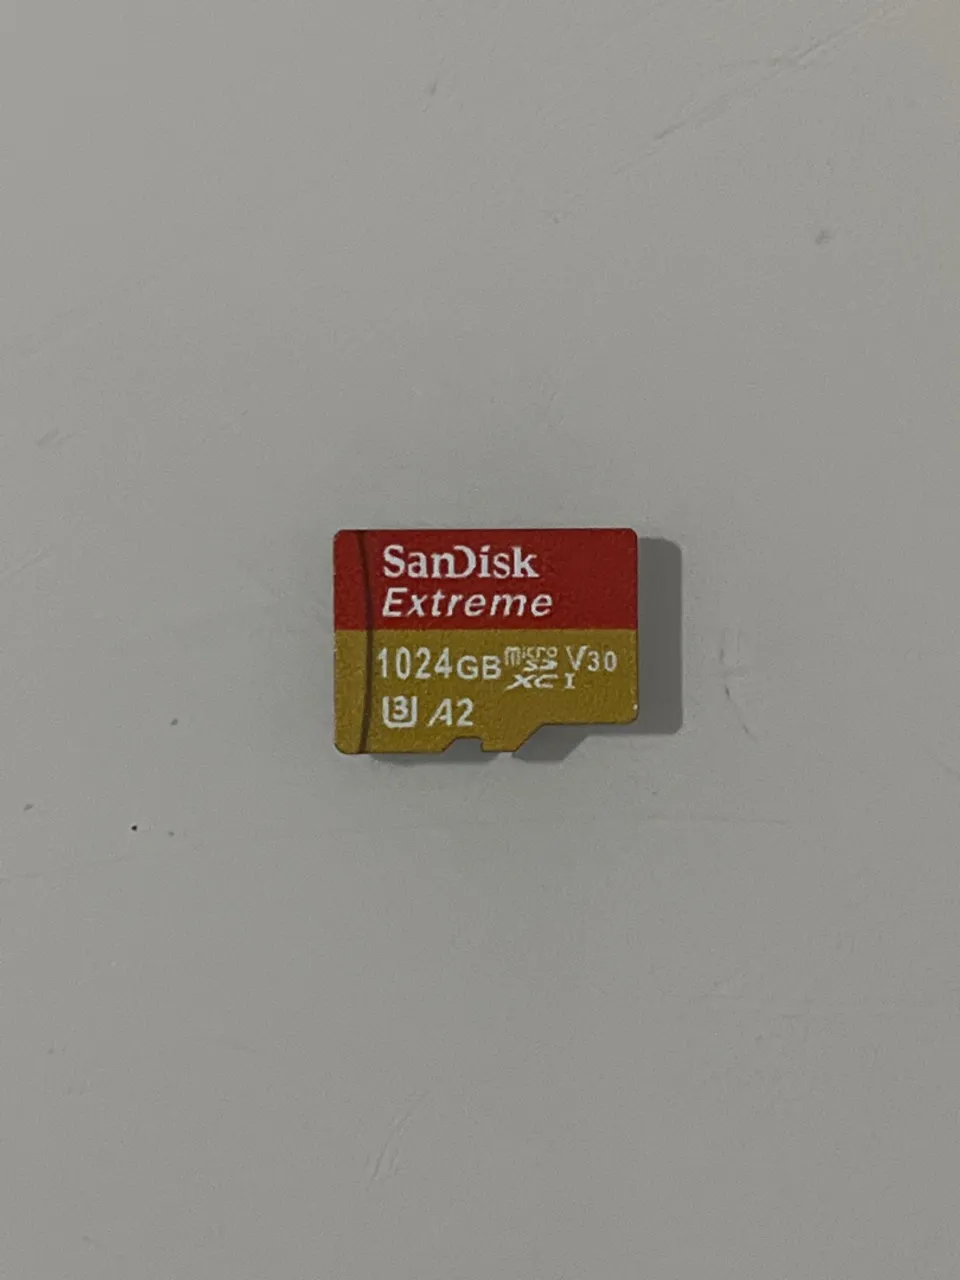 SanDisk
Extreme
1024GB micro SD XC I V30
U3 A2